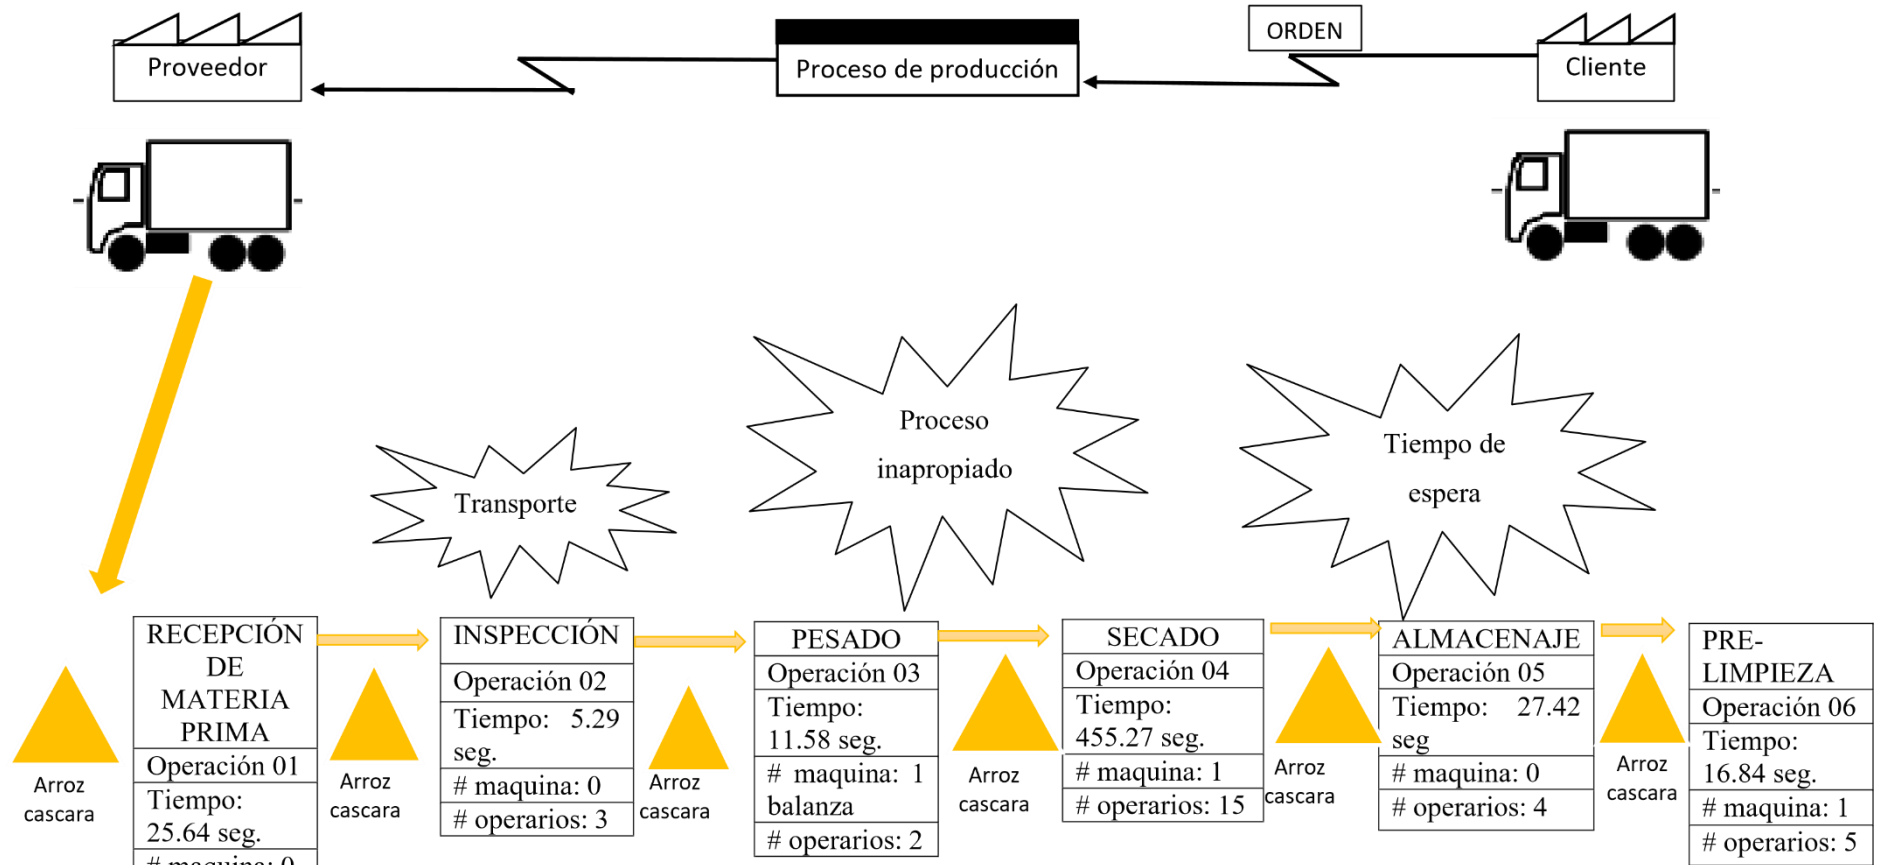 Proveedor
Proceso de producción
ORDEN
Cliente
Transporte
Proceso
inapropiado
Tiempo de
espera
Arroz
cascara
RECEPCIÓN
DE
MATERIA
PRIMA
Operación 01
Tiempo:
25.64 seg.
# maquina: 0
Arroz
cascara
INSPECCIÓN
Operación 02
Tiempo: 5.29
seg.
# maquina: 0
# operarios: 3
Arroz
cascara
PESADO
Operación 03
Tiempo:
11.58 seg.
# maquina: 1
balanza
# operarios: 2
Arroz
cascara
SECADO
Operación 04
Tiempo:
455.27 seg.
# maquina: 1
# operarios: 15
Arroz
cascara
ALMACENAJE
Operación 05
Tiempo: 27.42
seg
# maquina: 0
# operarios: 4
Arroz
cascara
PRE-
LIMPIEZA
Operación 06
Tiempo:
16.84 seg.
# maquina: 1
# operarios: 5